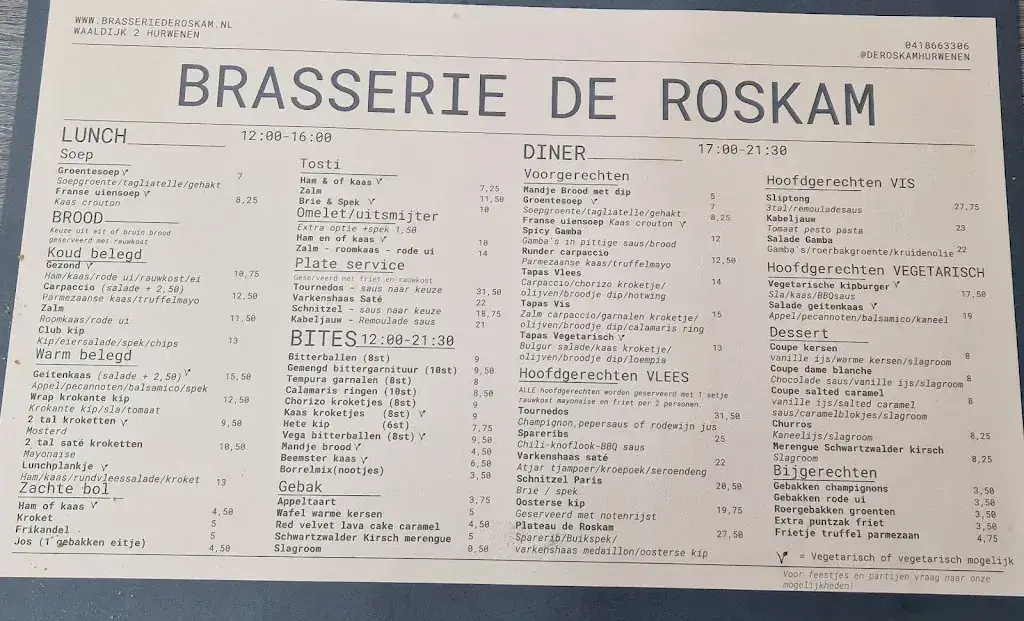 WWW.BRASSERIEDEROSKAM.NL
WAALDIJK 2 HURWENEN
0418663306
@DEROSKAMHURWENEN
BRASSERIE DE ROSKAM
LUNCH 12:00-16:00
Soep
Groentesoep 7
Soepgroente/tagliatelle/gehakt
Franse uiensoep 8,25
Kaas crouton
BROOD
Keuze uit wit of bruin brood
geserveerd met rauwkost
Koud belegd
Gezond 10,75
Ham/kaas/rode ui/rauwkost/ei
Carpaccio (salade + 2,50) 12,50
Parmezaanse kaas/truffelmayo
Zalm 11,50
Roomkaas/rode ui
Club kip 13
Kip/eiersalade/spek/chips
Warm belegd
Geitenkaas (salade + 2,50) 15,50
Appel/pecannoten/balsamico/spek
Wrap krokante kip 12,50
Krokante kip/sla/tomaat
2 tal kroketten 9,50
Mosterd
2 tal saté kroketten 10,50
Mayonaise
Lunchplankje 13
Ham/kaas/rundvleessalade/kroket
Zachte bol
Ham of kaas 4,50
Kroket 5
Frikandel 5
Jos (1 gebakken eitje) 4,50
Tosti
Ham & of kaas 7,25
Zalm 11,50
Brie & Spek 10
Omelet/uitsmijter
Extra optie +spek 1,50
Ham en of kaas 10
Zalm - roomkaas - rode ui 14
Plate service
Geserveerd met friet en rauwkost
Tournedos - saus naar keuze 31,50
Varkenshaas Saté 22
Schnitzel - saus naar keuze 18,75
Kabeljauw - Remoulade saus 21
BITES 12:00-21:30
Bitterballen (8st) 9
Gemengd bittergarnituur (10st) 9,50
Tempura garnalen (8st) 8
Calamaris ringen (10st) 8,50
Chorizo kroketjes (8st) 9
Kaas kroketjes (8st) 9
Hete kip (6st) 7,75
Vega bitterballen (8st) 9,50
Mandje brood 4,50
Beemster kaas 6,50
Borrelmix(nootjes) 3,50
Gebak
Appeltaart 3,75
Wafel warme kersen 5
Red velvet lava cake caramel 4,50
Schwartzwalder Kirsch merengue 5
Slagroom 0,50
DINER 17:00-21:30
Voorgerechten
Mandje Brood met dip 5
Groentesoep 7
Soepgroente/tagliatelle/gehakt
Franse uiensoep Kaas crouton 8,25
Spicy Gamba 12
Gamba's in pittige saus/brood
Runder carpaccio 12,50
Parmezaanse kaas/truffelmayo
Tapas Vlees 14
Carpaccio/chorizo kroketje/
olijven/broodje dip/hotwing
Tapas Vis 15
Zalm carpaccio/garnalen kroketje/
olijven/broodje dip/calamaris ring
Tapas Vegetarisch 13
Bulgur salade/kaas kroketje/
olijven/broodje dip/loempia
Hoofdgerechten VLEES
ALLE hoofdgerechten worden geserveerd met 1 setje
rauwkost mayonaise en friet per 2 personen.
Tournedos 31,50
Champignon,pepersaus of rodewijn jus
Spareribs 25
Chili-knoflook-BBQ saus
Varkenshaas saté 22
Atjar tjampoer/kroepoek/seroendeng
Schnitzel Paris 20,50
Brie / spek
Oosterse kip 19,75
Geserveerd met notenrijst
Plateau de Roskam 27,50
Sparerib/Buikspek/
varkenshaas medaillon/oosterse kip
Hoofdgerechten VIS
Sliptong 27,75
3tal/remouladesaus
Kabeljauw 23
Tomaat pesto pasta
Salade Gamba 22
Gamba's/roerbakgroente/kruidenolie
Hoofdgerechten VEGETARISCH
Vegetarische kipburger 17,50
Sla/kaas/BBQsaus
Salade geitenkaas 19
Appel/pecannoten/balsamico/kaneel
Dessert
Coupe kersen 8
vanille ijs/warme kersen/slagroom
Coupe dame blanche 8
Chocolade saus/vanille ijs/slagroom
Coupe salted caramel 8
vanille ijs/salted caramel
saus/caramelblokjes/slagroom
Churros 8,25
Kaneelijs/slagroom
Merengue Schwartzwalder kirsch 8,25
Slagroom
Bijgerechten
Gebakken champignons 3,50
Gebakken rode ui 3,50
Roergebakken groenten 3,50
Extra puntzak friet 3,50
Frietje truffel parmezaan 4,75
= Vegetarisch of vegetarisch mogelijk
Voor feestjes en partijen vraag naar onze
mogelijkheden!